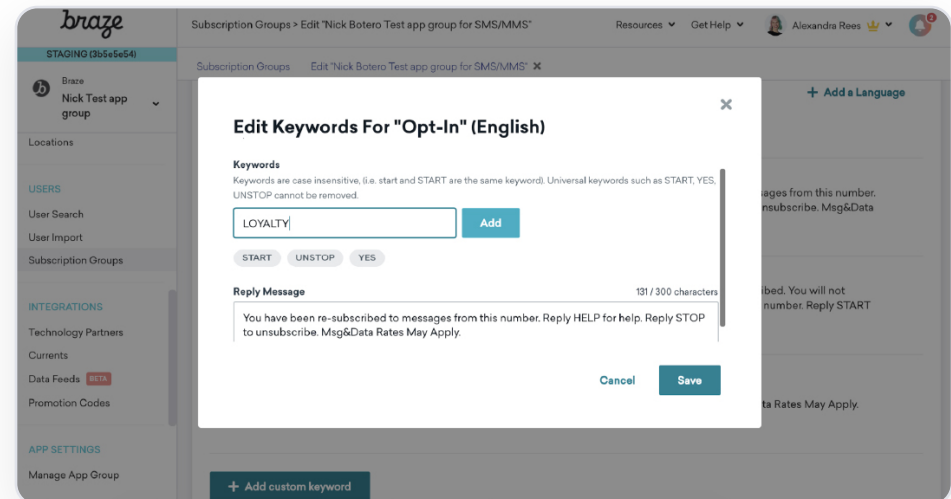 braze
Subscription Groups > Edit "Nick Botero Test app group for SMS/MMS"
Resources
Get Help
Alexandra Rees
STAGING (3b5e5e54)
Subscription Groups
Edit "Nick Botero Test app group for SMS/MMS" X
Braze
Nick Test app
group
Locations
USERS
User Search
User Import
Subscription Groups
INTEGRATIONS
Technology Partners
Currents
Data Feeds BETA
Promotion Codes
APP SETTINGS
Manage App Group
+ Add a Language
Edit Keywords For "Opt-In" (English)
Keywords
Keywords are case insensitive, (i.e. start and START are the same keyword). Universal keywords such as START, YES,
UNSTOP cannot be removed.
LOYALTY
Add
START
UNSTOP
YES
Reply Message
131 / 300 characters
You have been re-subscribed to messages from this number. Reply HELP for help. Reply STOP
to unsubscribe. Msg&Data Rates May Apply.
Cancel
Save
ages from this number.
nsubscribe. Msg&Data
ibed. You will not
number. Reply START
ta Rates May Apply.
+ Add custom keyword